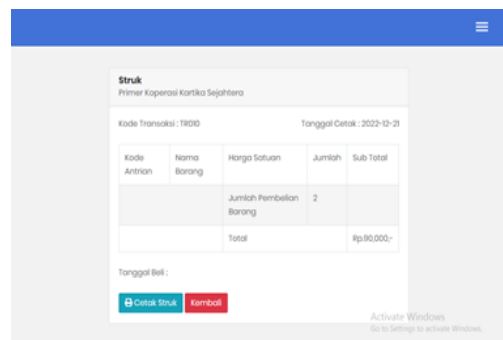 Struk
Primer Koperasi Kartika Sejahtera
Kode Transaksi : TR010 Tanggal Cetak : 2022-12-21
Kode Antrian Nama Barang Harga Satuan Jumlah Sub Total
Jumlah Pembelian Barang 2
Total Rp.90,000,-
Tanggal Beli :
Cetak Struk Kembali
Activate Windows
Go to Settings to activate Windows.